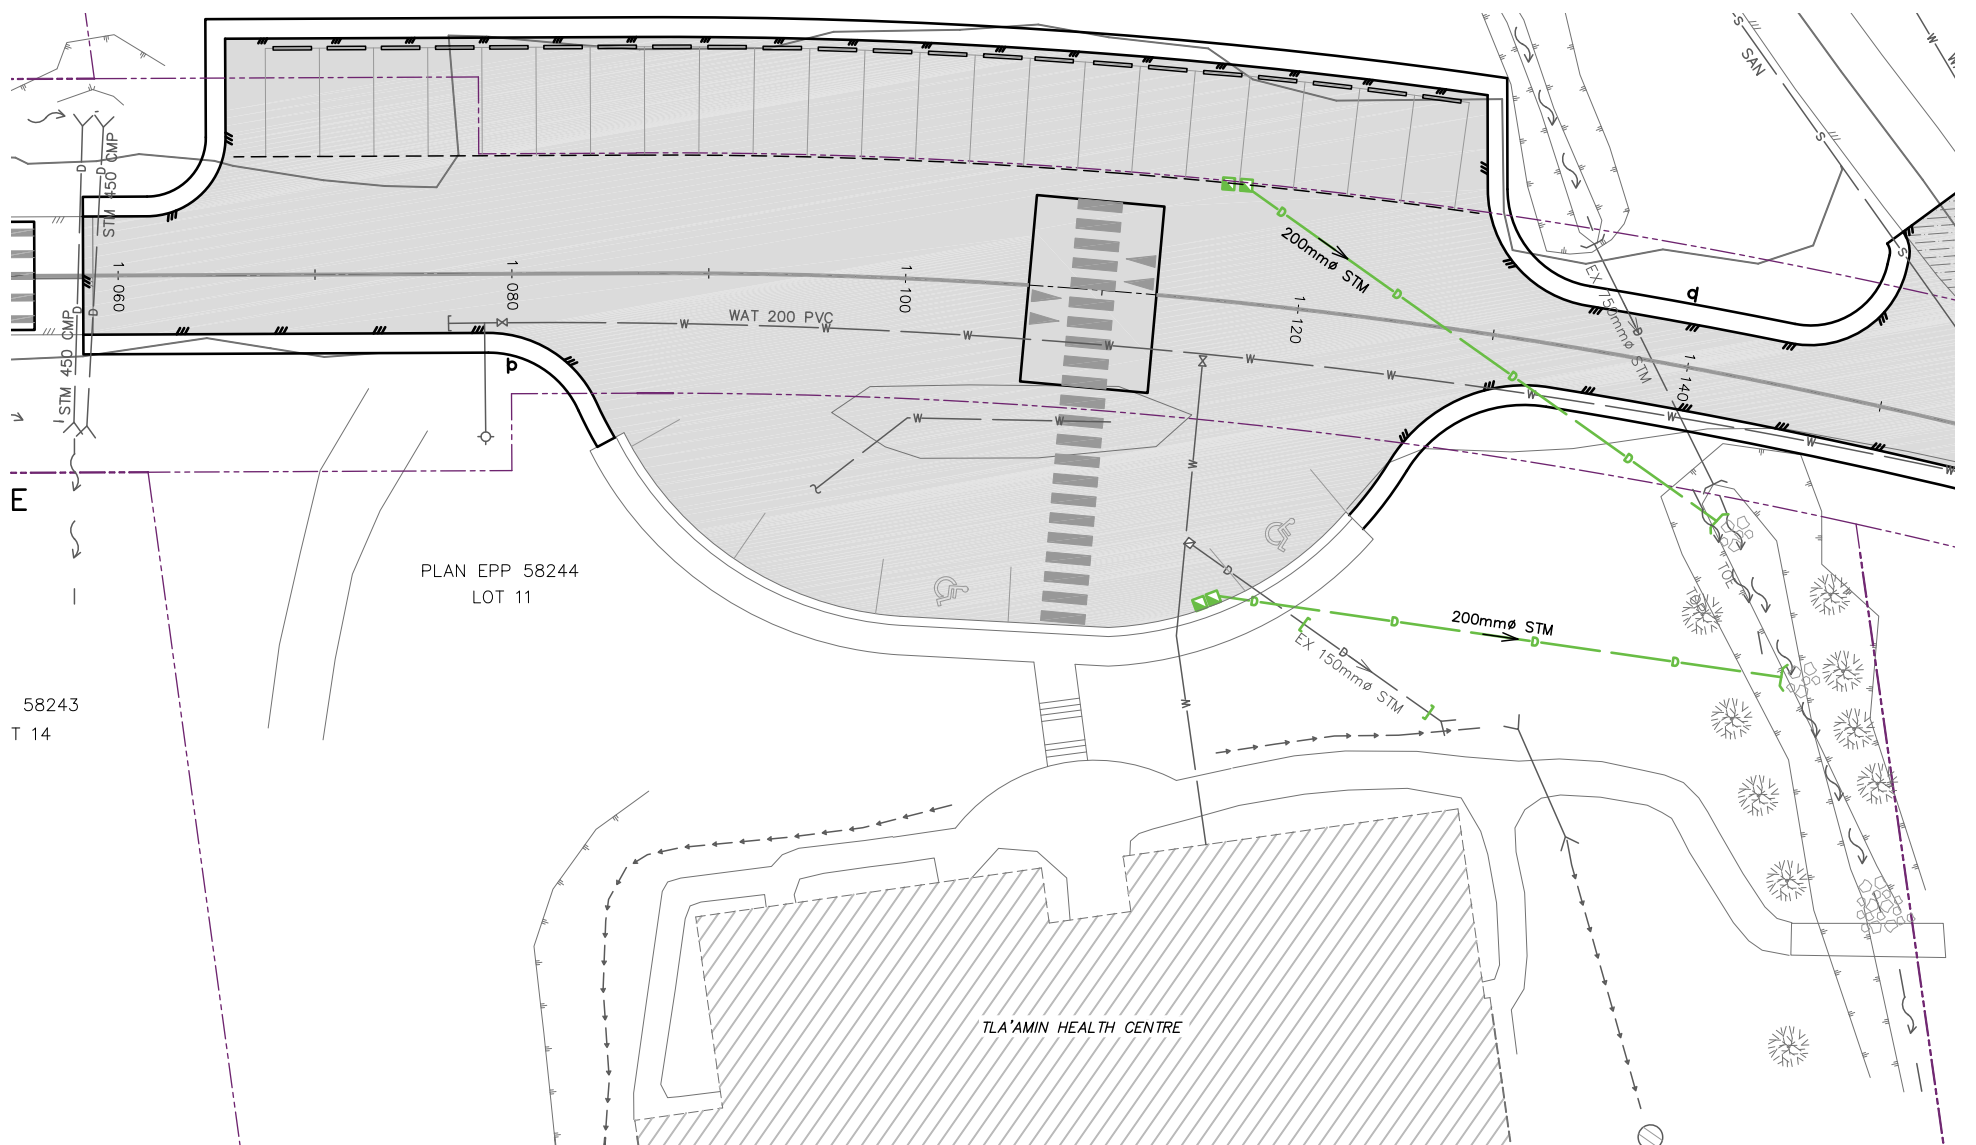 SAN
STM 450 CMP
STM 450 CMP
1-060
1-080
1-100
1-120
1-140
WAT 200 PVC
200mmø STM
EX 750mmø STM
E
PLAN EPP 58244
LOT 11
58243
T 14
TOE
TOP
200mmø STM
EX 150mmø STM
TLA'AMIN HEALTH CENTRE